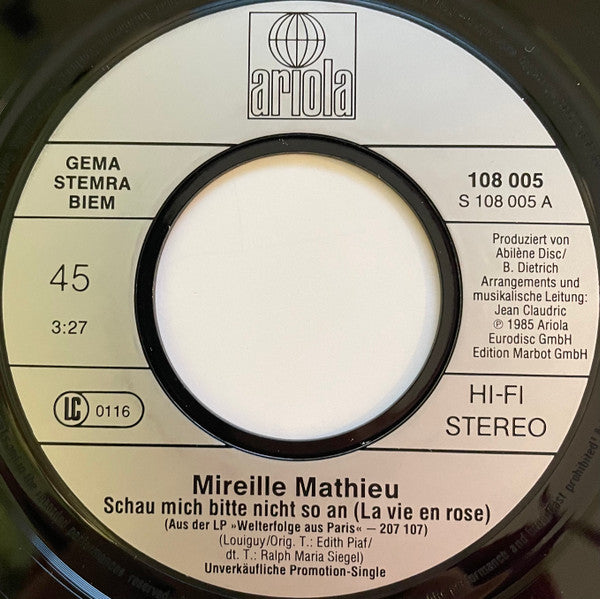 ariola
GEMA
STEMRA
BIEM
108 005
S 108 005 A
45
3:27
Produziert von
Abilène Disc/
B. Dietrich
Arrangements und
musikalische Leitung:
Jean Claudric
℗ 1985 Ariola
Eurodisc GmbH
Edition Marbot GmbH
LC 0116
HI-FI
STEREO
Mireille Mathieu
Schau mich bitte nicht so an (La vie en rose)
(Aus der LP »Welterfolge aus Paris« – 207 107)
(Louiguy/Orig. T.: Edith Piaf/
dt. T.: Ralph Maria Siegel)
Unverkäufliche Promotion-Single